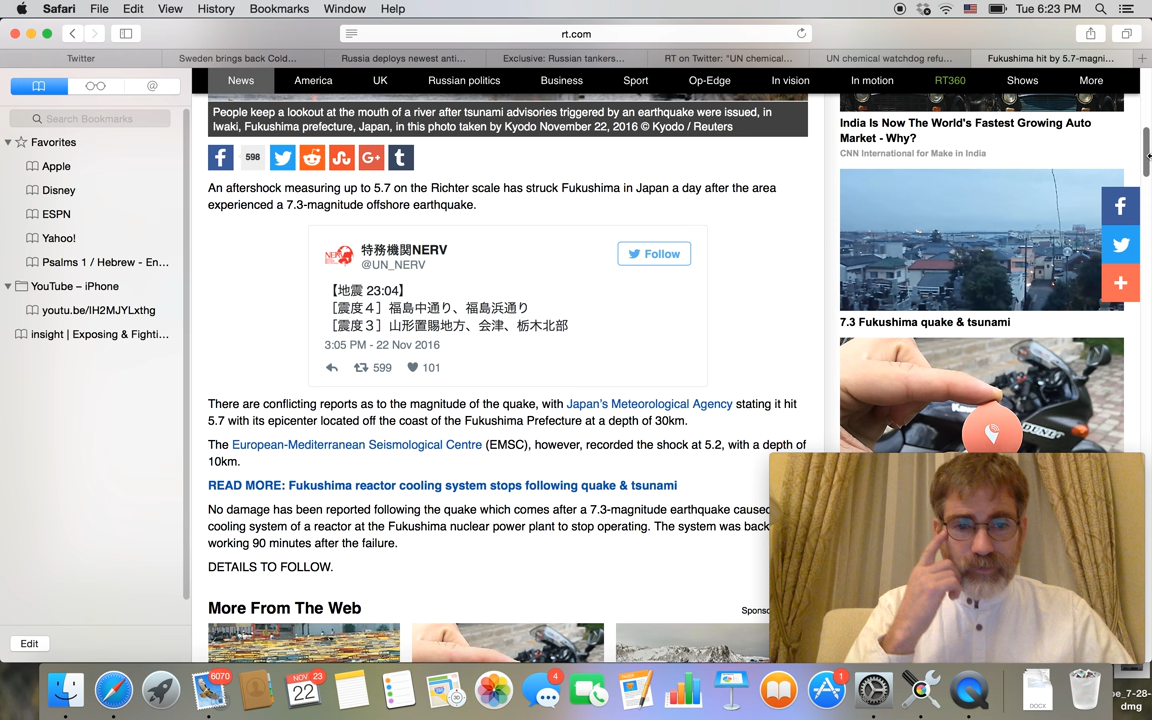 Safari File Edit View History Bookmarks Window Help
Tue 6:23 PM
rt.com
Twitter
Sweden brings back Cold...
Russia deploys newest anti...
Exclusive: Russian tankers...
RT on Twitter: "UN chemical...
UN chemical watchdog refu...
Fukushima hit by 5.7-magni...
News America UK Russian politics Business Sport Op-Edge In vision In motion RT360 Shows More
Search Bookmarks
Favorites
Apple
Disney
ESPN
Yahoo!
Psalms 1 / Hebrew - En...
YouTube – iPhone
youtu.be/lH2MJYLxthg
insight | Exposing & Fighti...
Edit
People keep a lookout at the mouth of a river after tsunami advisories triggered by an earthquake were issued, in
Iwaki, Fukushima prefecture, Japan, in this photo taken by Kyodo November 22, 2016 © Kyodo / Reuters
598
An aftershock measuring up to 5.7 on the Richter scale has struck Fukushima in Japan a day after the area
experienced a 7.3-magnitude offshore earthquake.
NERV
特務機関NERV
@UN_NERV
Follow
【地震 23:04】
［震度４］福島中通り、福島浜通り
［震度３］山形置賜地方、会津、栃木北部
3:05 PM - 22 Nov 2016
599 101
There are conflicting reports as to the magnitude of the quake, with Japan's Meteorological Agency stating it hit
5.7 with its epicenter located off the coast of the Fukushima Prefecture at a depth of 30km.
The European-Mediterranean Seismological Centre (EMSC), however, recorded the shock at 5.2, with a depth of
10km.
READ MORE: Fukushima reactor cooling system stops following quake & tsunami
No damage has been reported following the quake which comes after a 7.3-magnitude earthquake caused
cooling system of a reactor at the Fukushima nuclear power plant to stop operating. The system was back
working 90 minutes after the failure.
DETAILS TO FOLLOW.
More From The Web
Sponso
India Is Now The World's Fastest Growing Auto
Market - Why?
CNN International for Make in India
7.3 Fukushima quake & tsunami
6070
NOV 23
22
4
1
DOCX
pe_7-28-
dmg